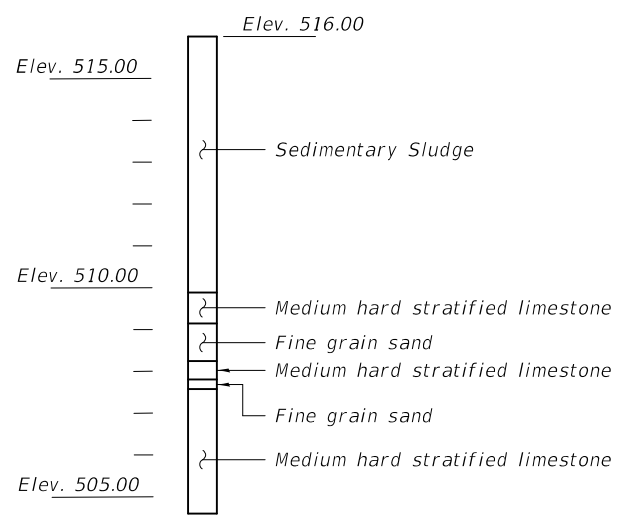 Elev. 516.00
Elev. 515.00
Sedimentary Sludge
Elev. 510.00
Medium hard stratified limestone
Fine grain sand
Medium hard stratified limestone
Fine grain sand
Medium hard stratified limestone
Elev. 505.00